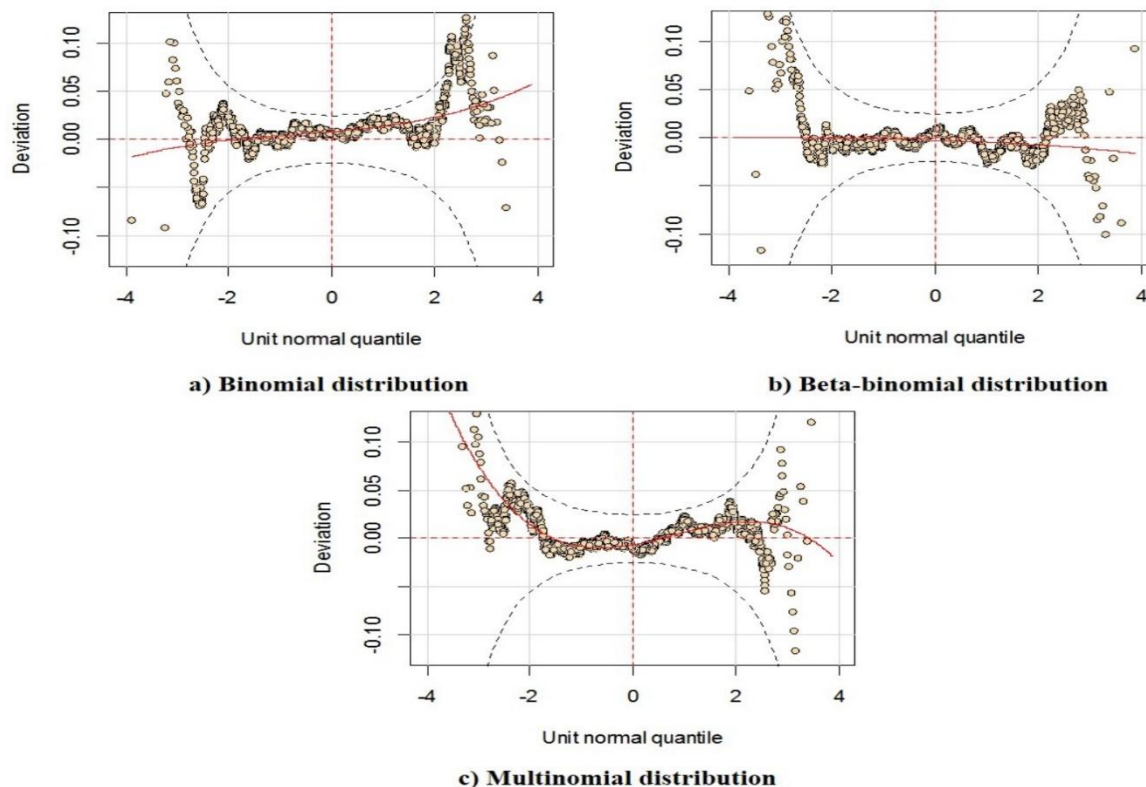 0.10
0.05
0.00
-0.10
Deviation
-4 -2 0 2 4
Unit normal quantile
a) Binomial distribution
0.10
0.05
0.00
-0.10
Deviation
-4 -2 0 2 4
Unit normal quantile
b) Beta-binomial distribution
0.10
0.05
0.00
-0.10
Deviation
-4 -2 0 2 4
Unit normal quantile
c) Multinomial distribution